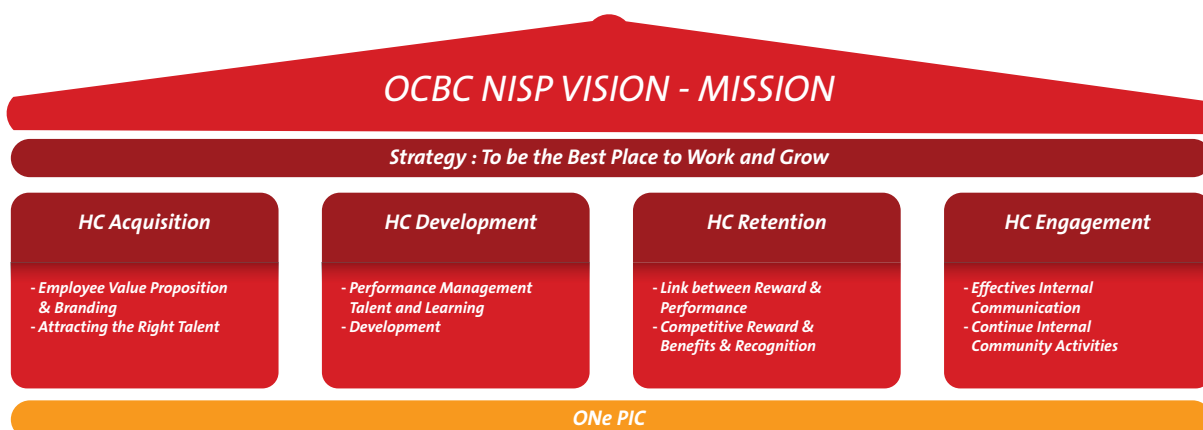 OCBC NISP VISION - MISSION
Strategy : To be the Best Place to Work and Grow
HC Acquisition
- Employee Value Proposition
& Branding
- Attracting the Right Talent
HC Development
- Performance Management
Talent and Learning
- Development
HC Retention
- Link between Reward &
Performance
- Competitive Reward &
Benefits & Recognition
HC Engagement
- Effectives Internal
Communication
- Continue Internal
Community Activities
ONe PIC